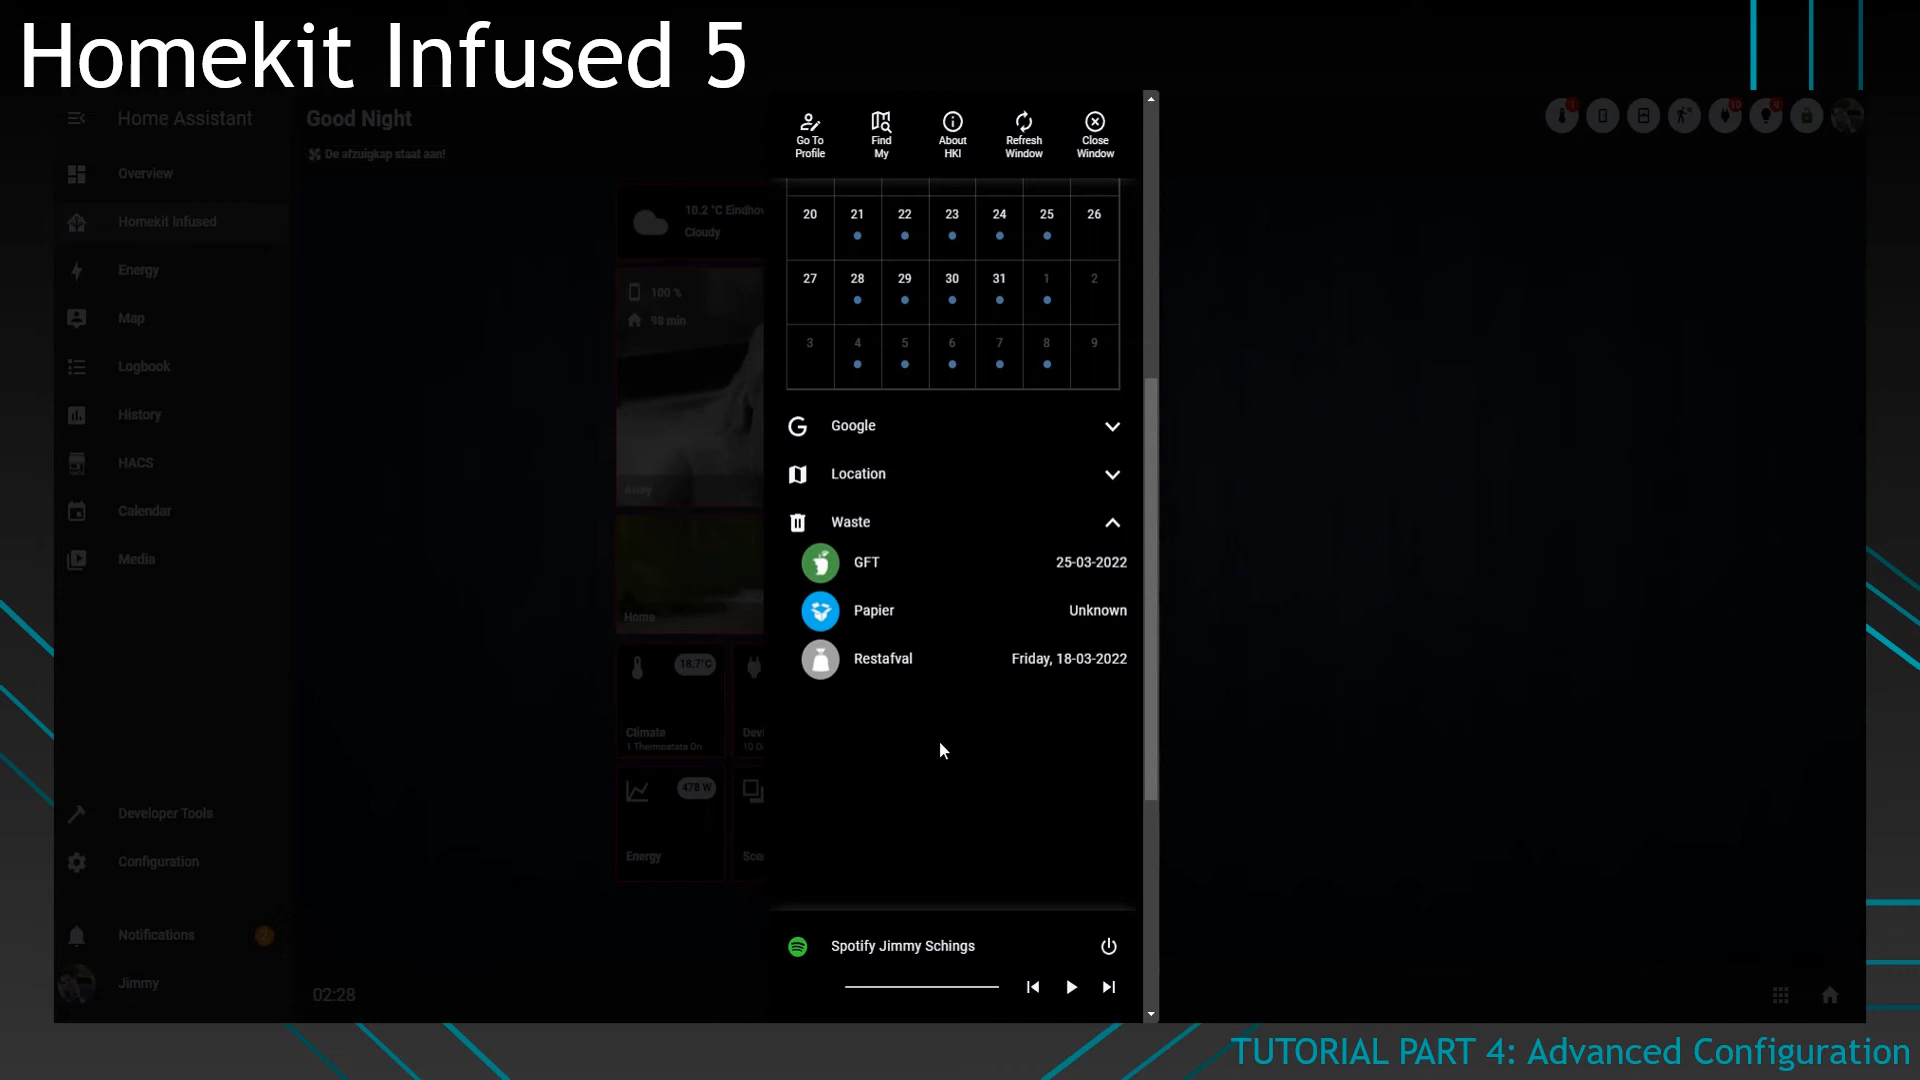 Homekit Infused 5
Home Assistant
Good Night
De afzuigkap staat aan!
Go To
Profile
Find
My
About
HKI
Refresh
Window
Close
Window
Overview
Homekit Infused
Energy
Map
Logbook
History
HACS
Calendar
Media
10.2 °C
Cloudy
100 %
98 min
Home
18.7°C
Climate
1 Thermostats On
478 W
Energy
20 21 22 23 24 25 26
27 28 29 30 31 1 2
3 4 5 6 7 8 9
Google
Location
Waste
GFT 25-03-2022
Papier Unknown
Restafval Friday, 18-03-2022
Developer Tools
Configuration
Notifications 2
Jimmy
02:28
Spotify Jimmy Schings
TUTORIAL PART 4: Advanced Configuration